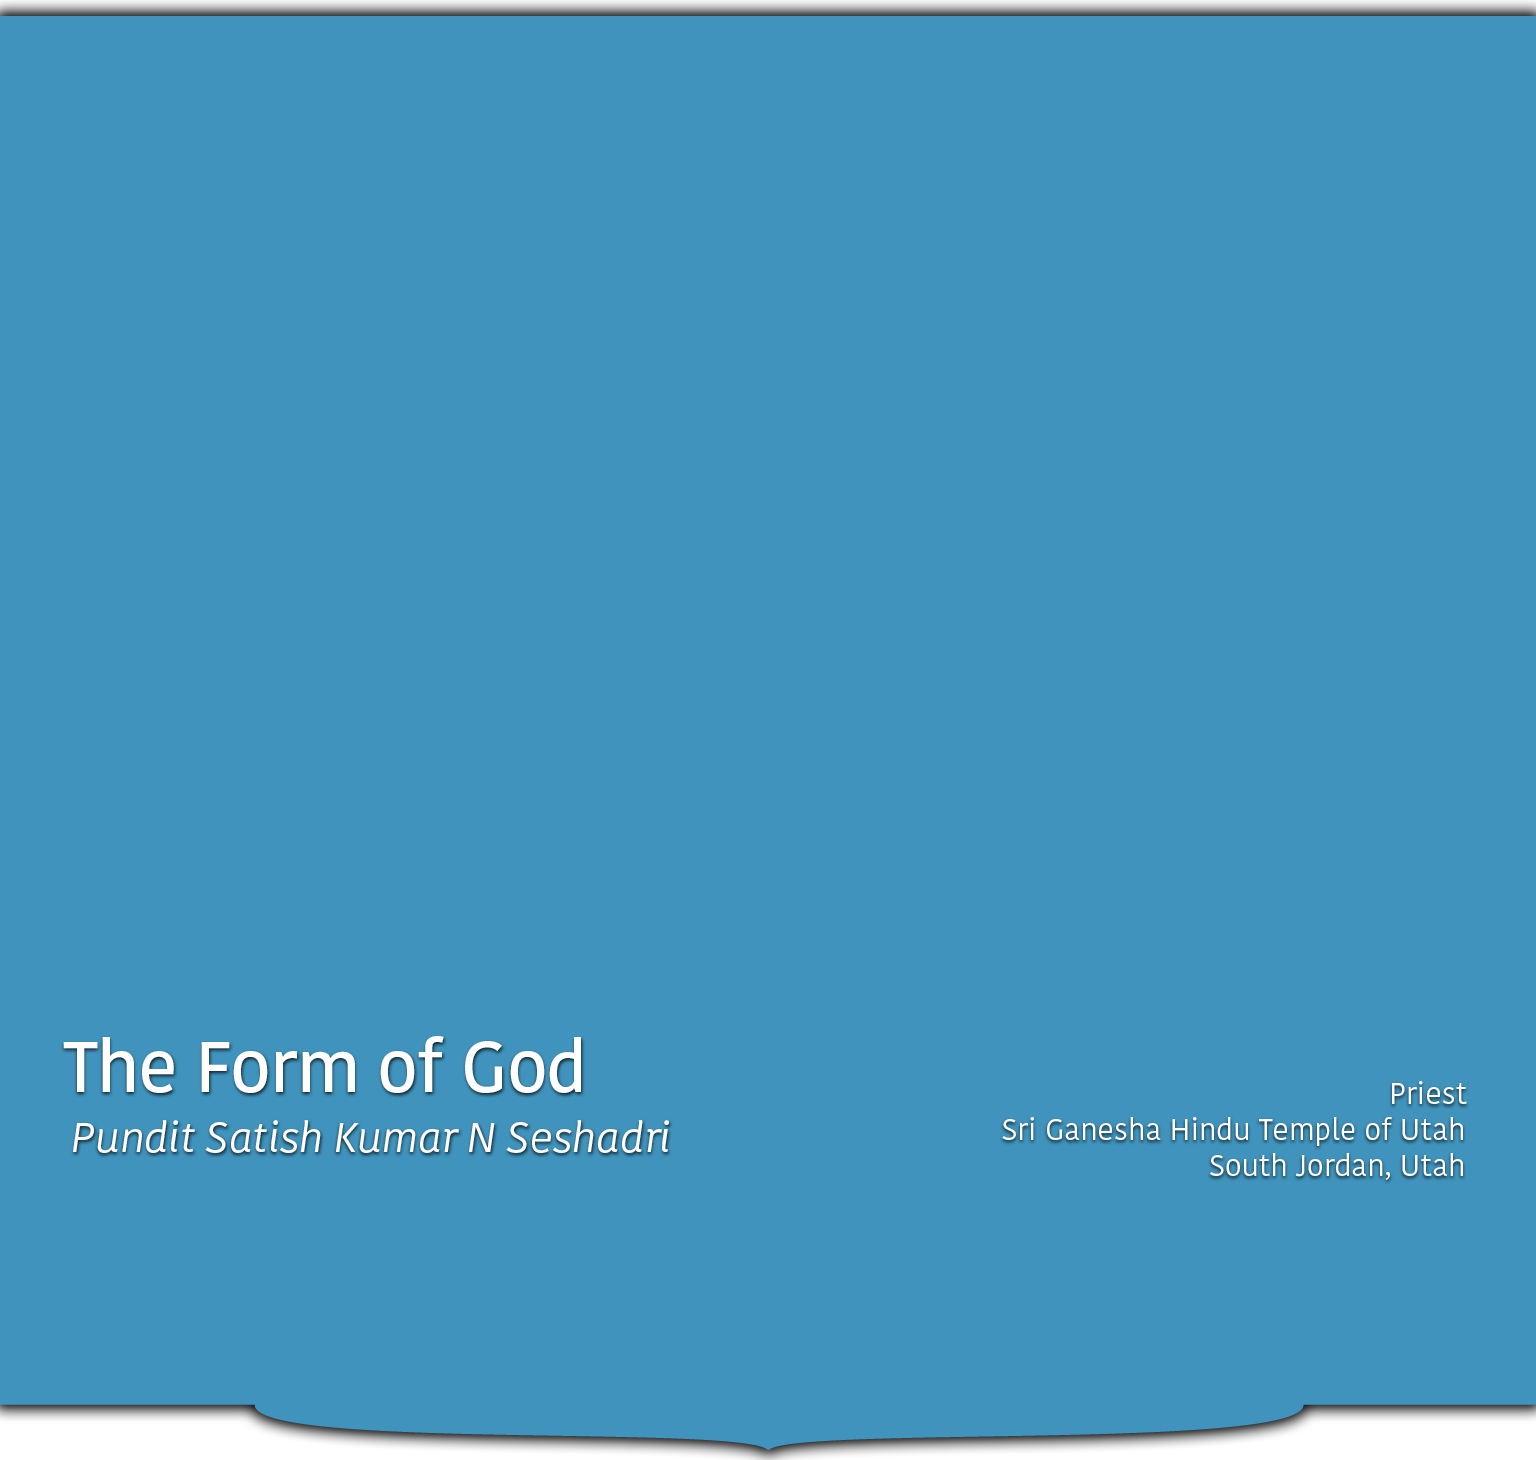 The Form of God
Pundit Satish Kumar N Seshadri
Priest
Sri Ganesha Hindu Temple of Utah
South Jordan, Utah